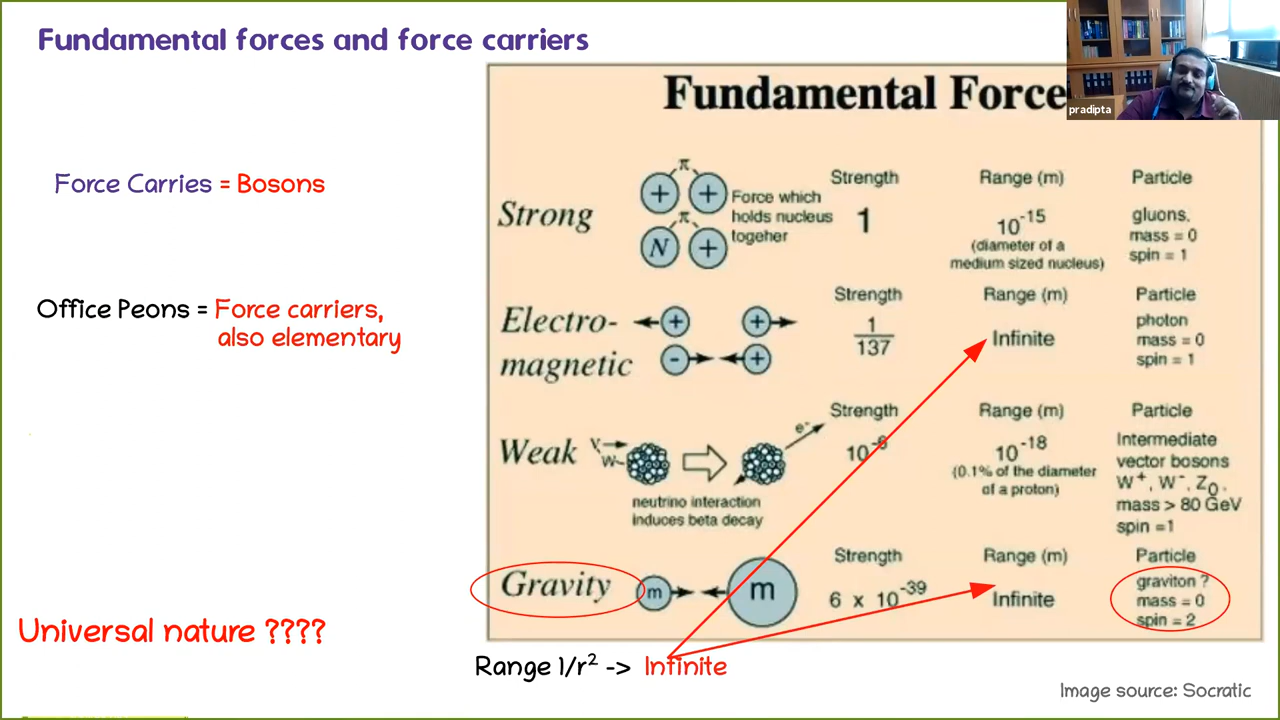 Fundamental forces and force carriers
pradipta
Force Carries = Bosons
Office Peons = Force carriers,
also elementary
Universal nature ????
Fundamental Force
Strong
π
+ +
π
N +
Force which
holds nucleus
togeher
Strength
1
Range (m)
10⁻¹⁵
(diameter of a
medium sized nucleus)
Particle
gluons,
mass = 0
spin = 1
Electro-
magnetic
+ +
- +
Strength
1
137
Range (m)
Infinite
Particle
photon
mass = 0
spin = 1
Weak
ν
W
e⁻
neutrino interaction
induces beta decay
Strength
10⁻⁶
Range (m)
10⁻¹⁸
(0.1% of the diameter
of a proton)
Particle
Intermediate
vector bosons
W⁺, W⁻, Z₀,
mass > 80 GeV
spin =1
Gravity
m m
Strength
6 x 10⁻³⁹
Range (m)
Infinite
Particle
graviton ?
mass = 0
spin = 2
Range 1/r² -> Infinite
Image source: Socratic